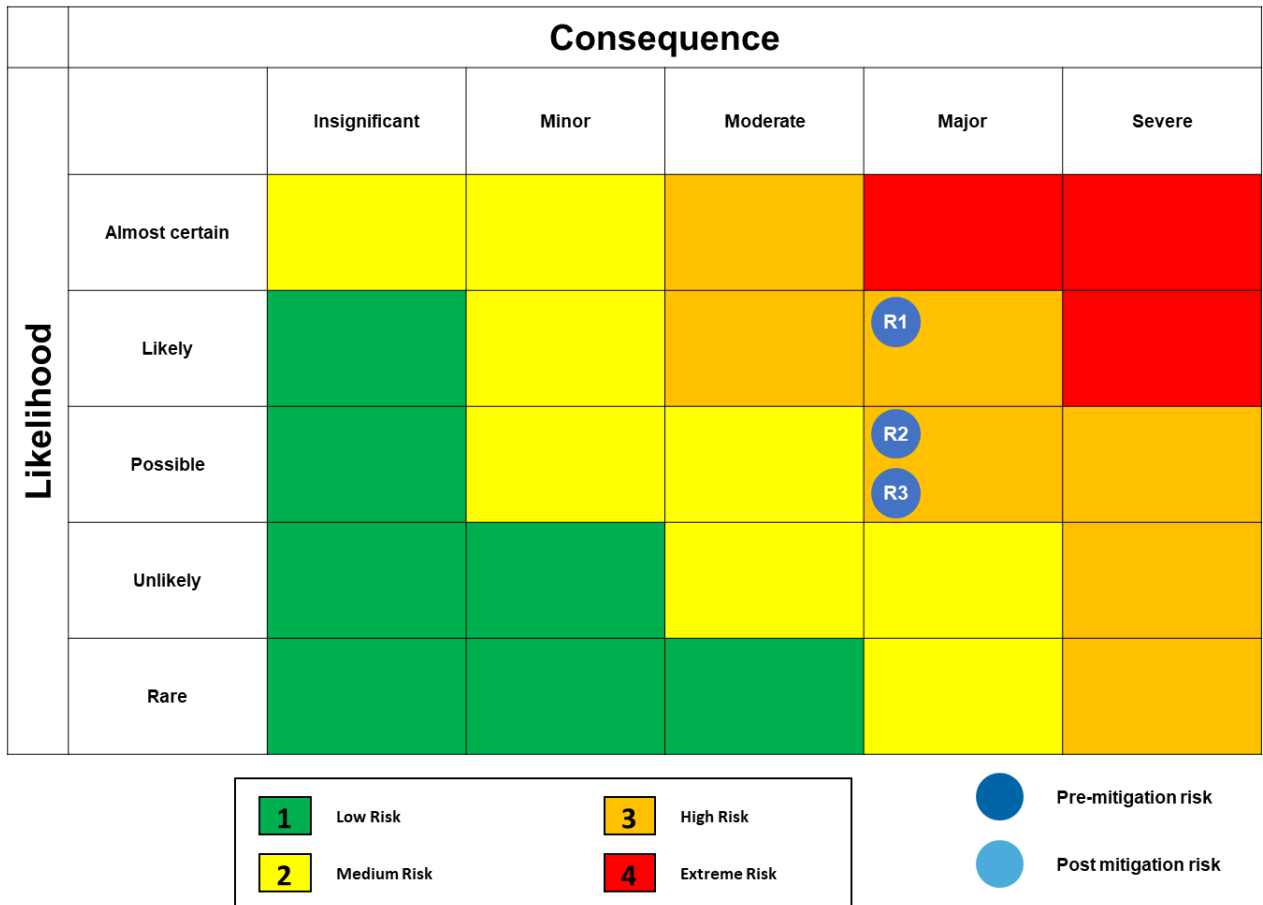 Consequence
Likelihood
Insignificant
Minor
Moderate
Major
Severe
Almost certain
Likely
R1
Possible
R2
R3
Unlikely
Rare
1 Low Risk
3 High Risk
2 Medium Risk
4 Extreme Risk
Pre-mitigation risk
Post mitigation risk